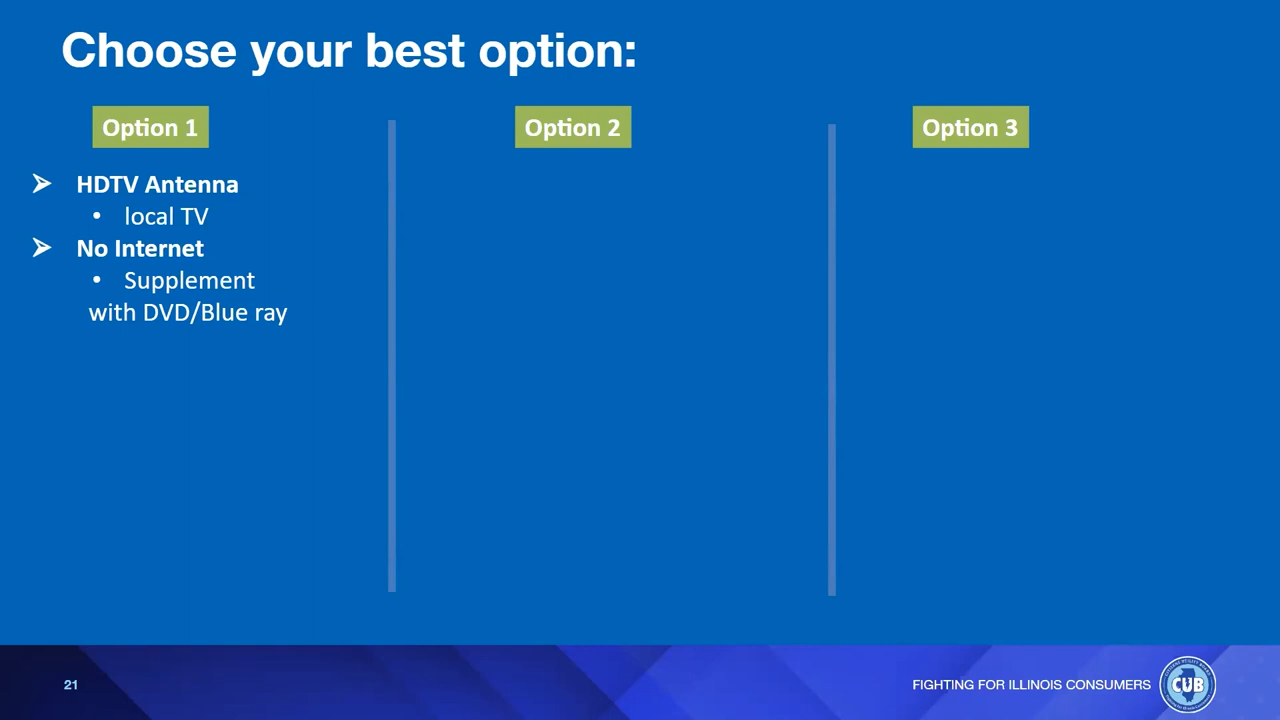 Choose your best option:
Option 1
➢ HDTV Antenna
• local TV
➢ No Internet
• Supplement
with DVD/Blue ray
Option 2
Option 3
21
FIGHTING FOR ILLINOIS CONSUMERS
CUB